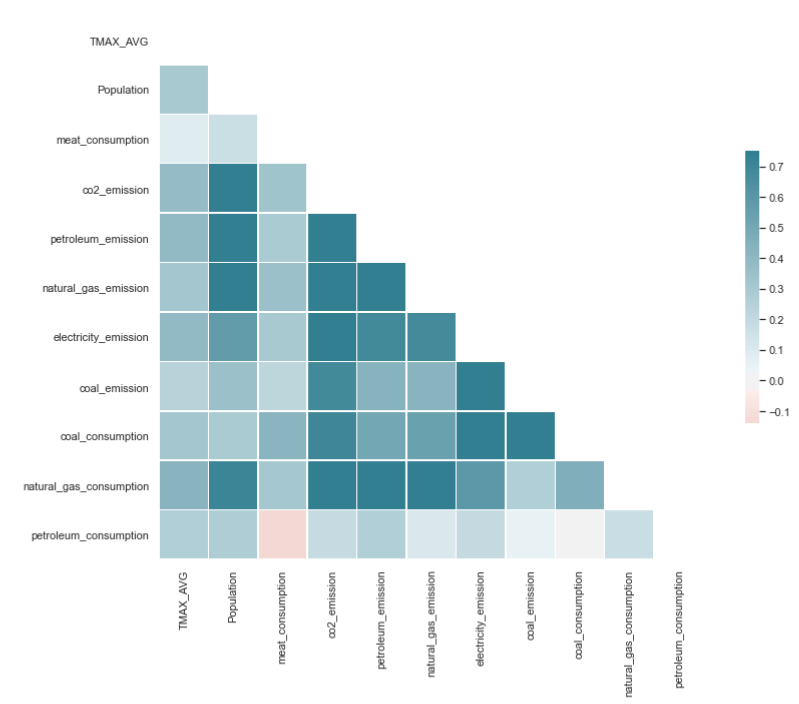 TMAX_AVG
Population
meat_consumption
co2_emission
petroleum_emission
natural_gas_emission
electricity_emission
coal_emission
coal_consumption
natural_gas_consumption
petroleum_consumption
TMAX_AVG
Population
meat_consumption
co2_emission
petroleum_emission
natural_gas_emission
electricity_emission
coal_emission
coal_consumption
natural_gas_consumption
petroleum_consumption
0.7
0.6
0.5
0.4
0.3
0.2
0.1
0.0
−0.1